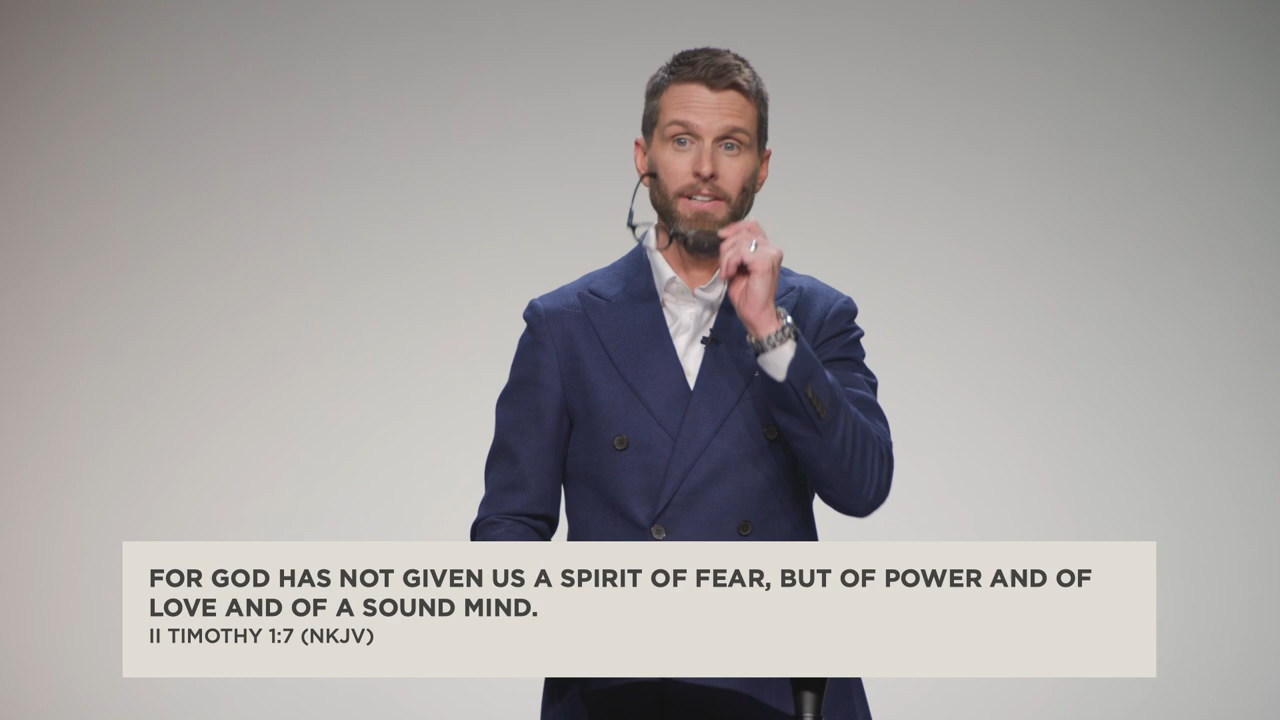 FOR GOD HAS NOT GIVEN US A SPIRIT OF FEAR, BUT OF POWER AND OF
LOVE AND OF A SOUND MIND.
II TIMOTHY 1:7 (NKJV)